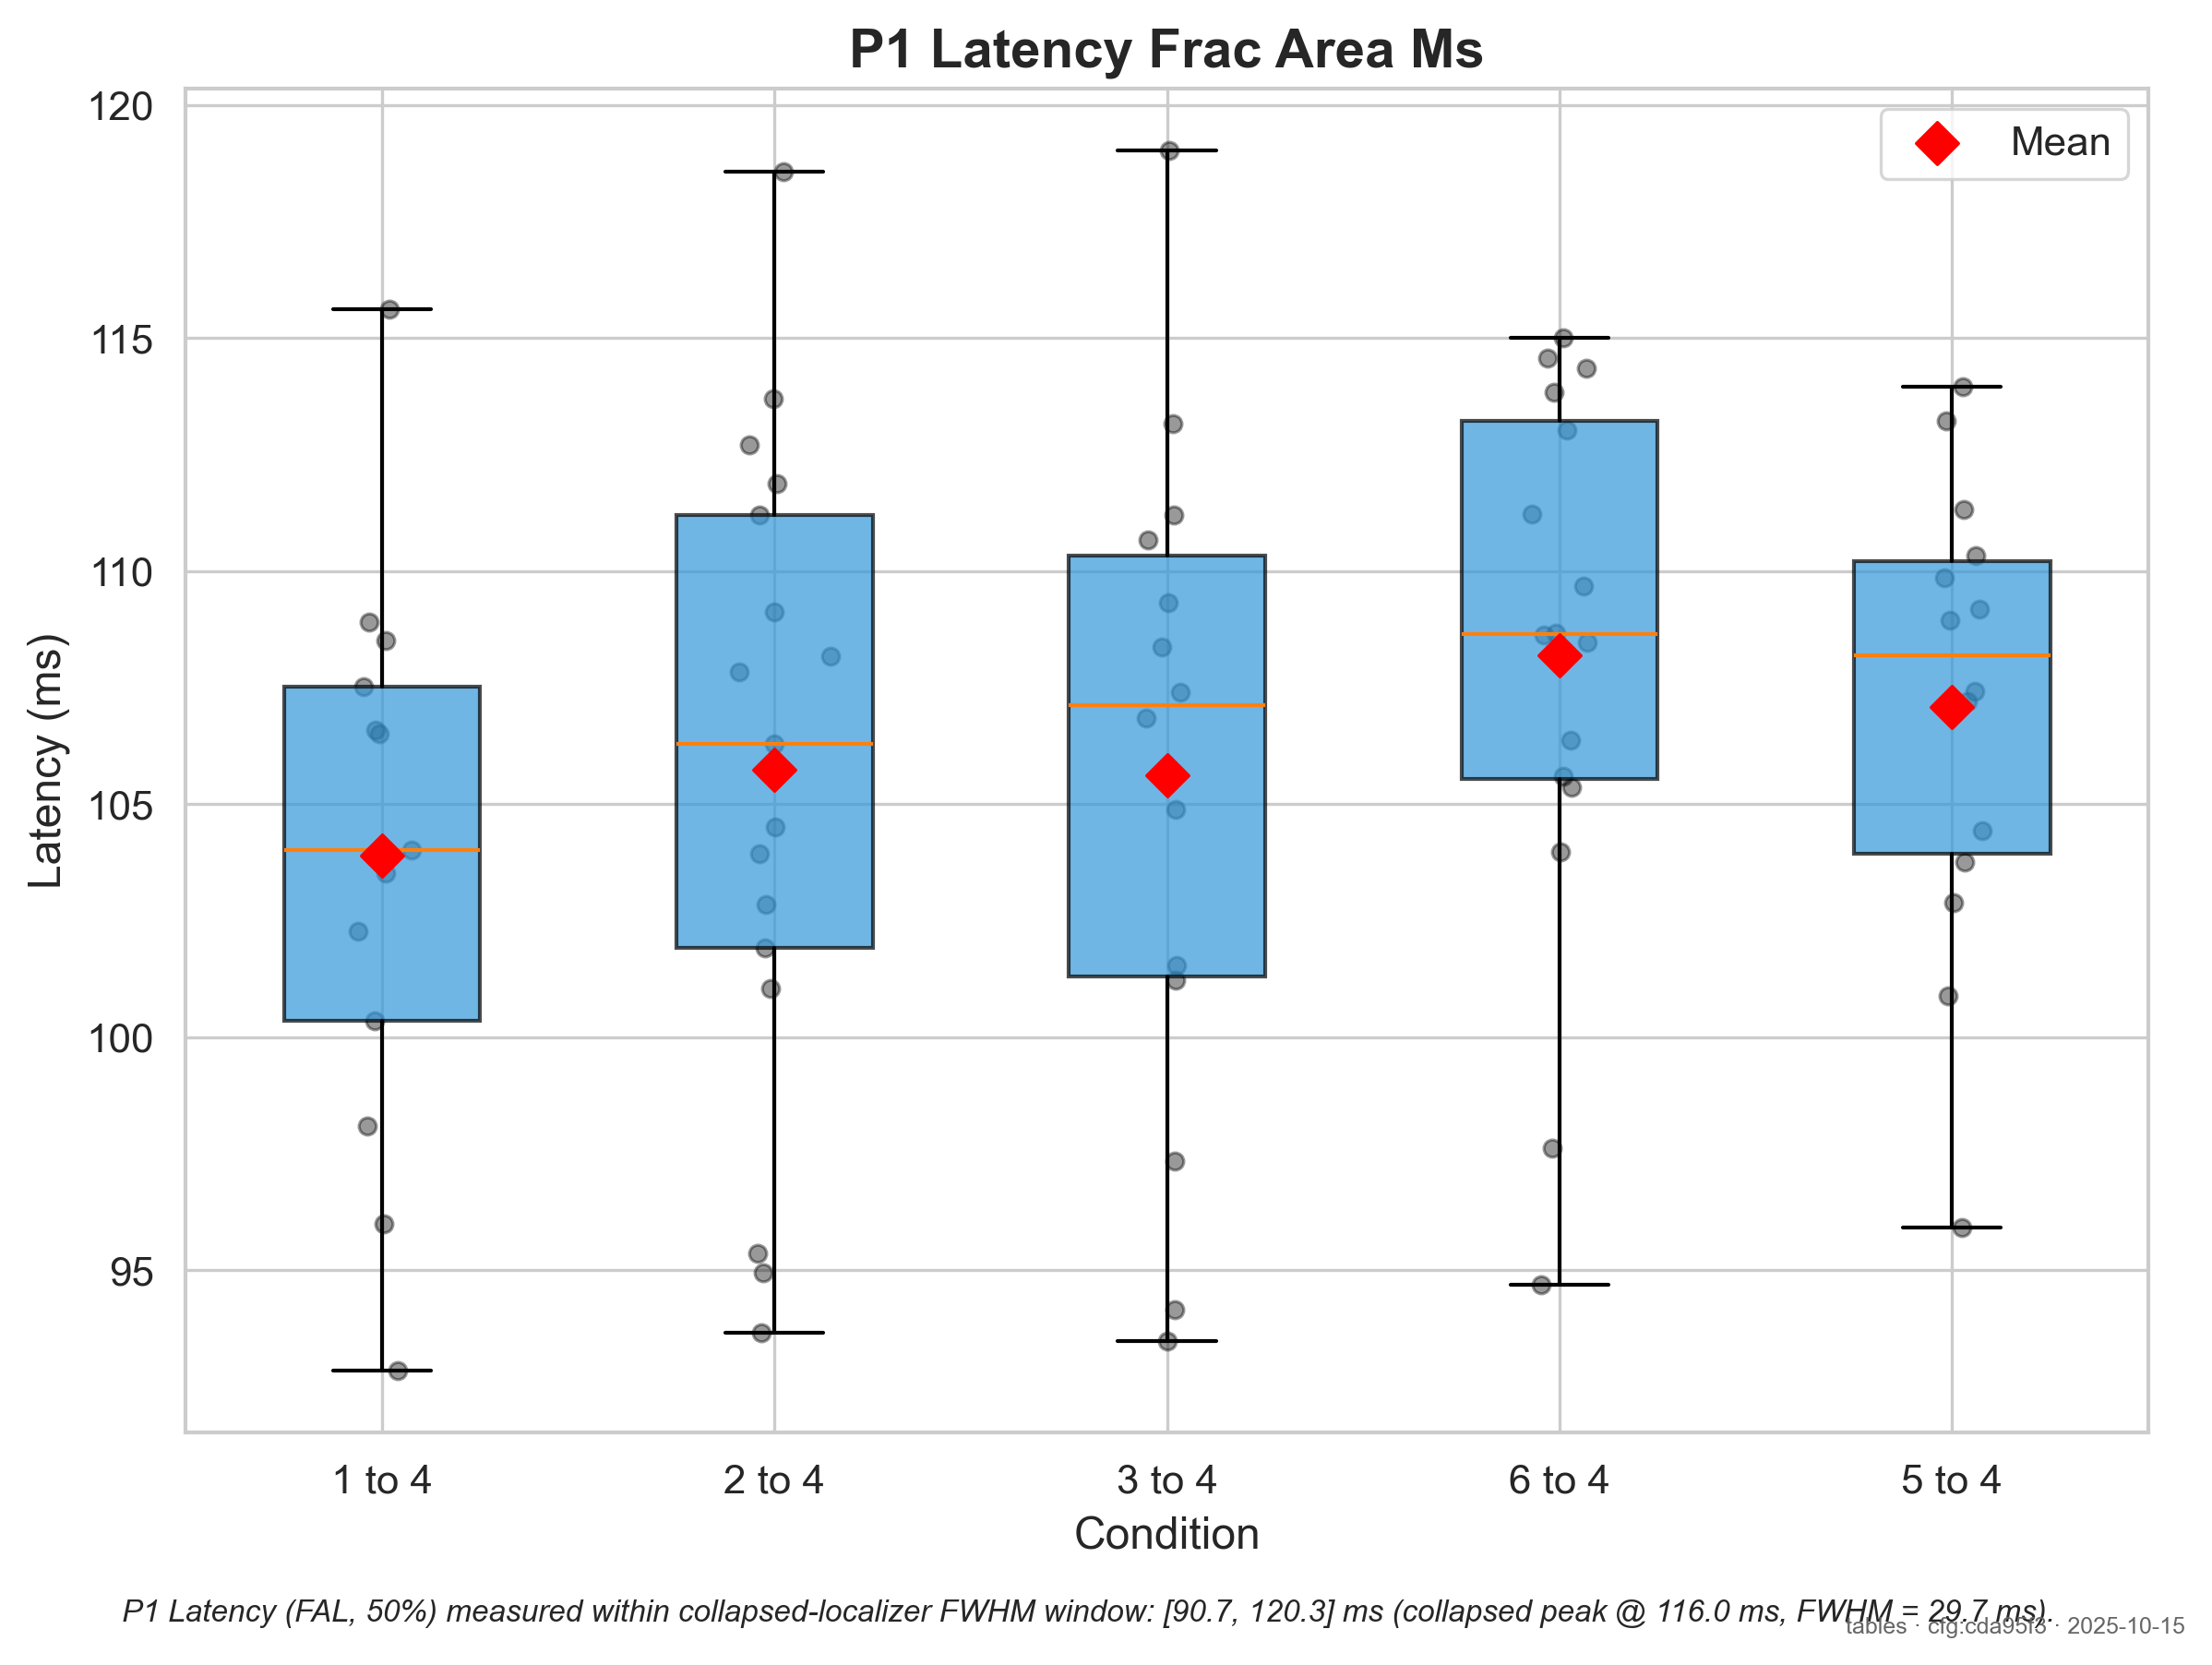 P1 Latency Frac Area Ms
Mean
120
115
110
105
100
95
Latency (ms)
1 to 4
2 to 4
3 to 4
6 to 4
5 to 4
Condition
P1 Latency (FAL, 50%) measured within collapsed-localizer FWHM window: [90.7, 120.3] ms (collapsed peak @ 116.0 ms, FWHM = 29.7 ms).
tables · cfg:cda95f3 · 2025-10-15